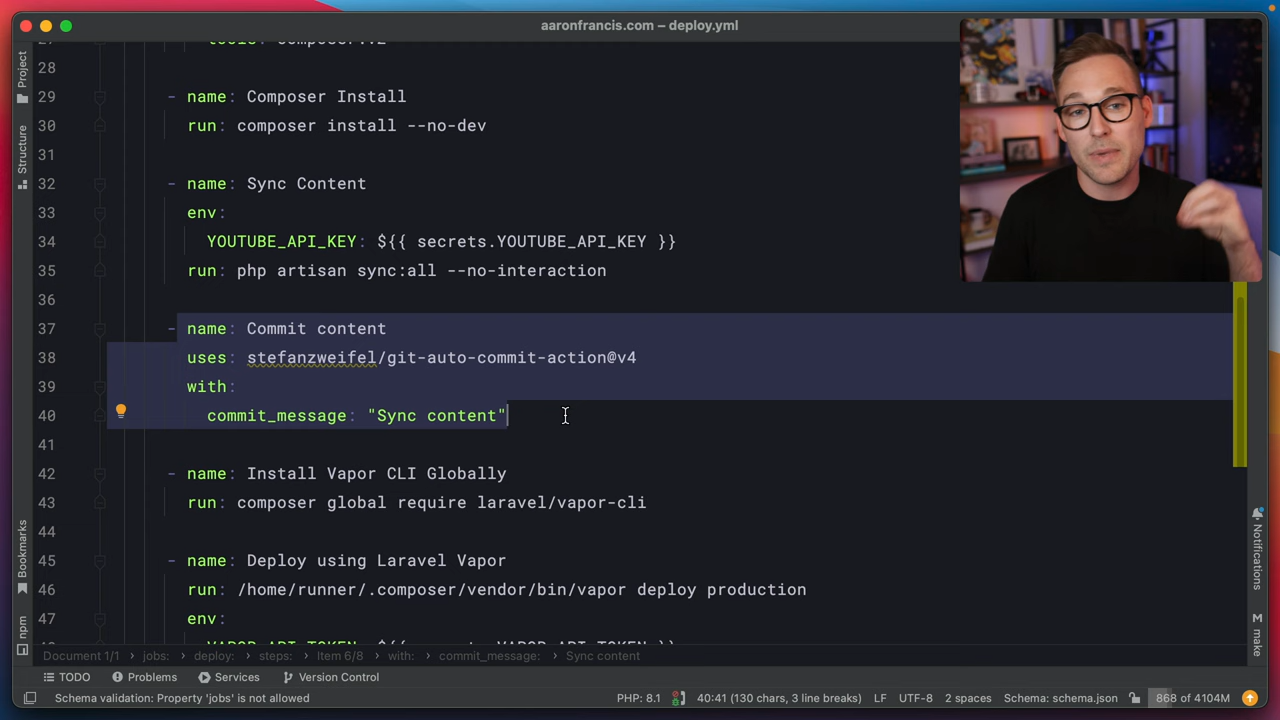 aaronfrancis.com – deploy.yml
Project
Structure
Bookmarks
npm
28
29 - name: Composer Install
30 run: composer install --no-dev
31
32 - name: Sync Content
33 env:
34 YOUTUBE_API_KEY: ${{ secrets.YOUTUBE_API_KEY }}
35 run: php artisan sync:all --no-interaction
36
37 - name: Commit content
38 uses: stefanzweifel/git-auto-commit-action@v4
39 with:
40 commit_message: "Sync content"
41
42 - name: Install Vapor CLI Globally
43 run: composer global require laravel/vapor-cli
44
45 - name: Deploy using Laravel Vapor
46 run: /home/runner/.composer/vendor/bin/vapor deploy production
47 env:
Notifications
M make
Document 1/1 jobs: deploy: steps: Item 6/8 with: commit_message: Sync content
TODO Problems Services Version Control
Schema validation: Property 'jobs' is not allowed PHP: 8.1 40:41 (130 chars, 3 line breaks) LF UTF-8 2 spaces Schema: schema.json 868 of 4104M